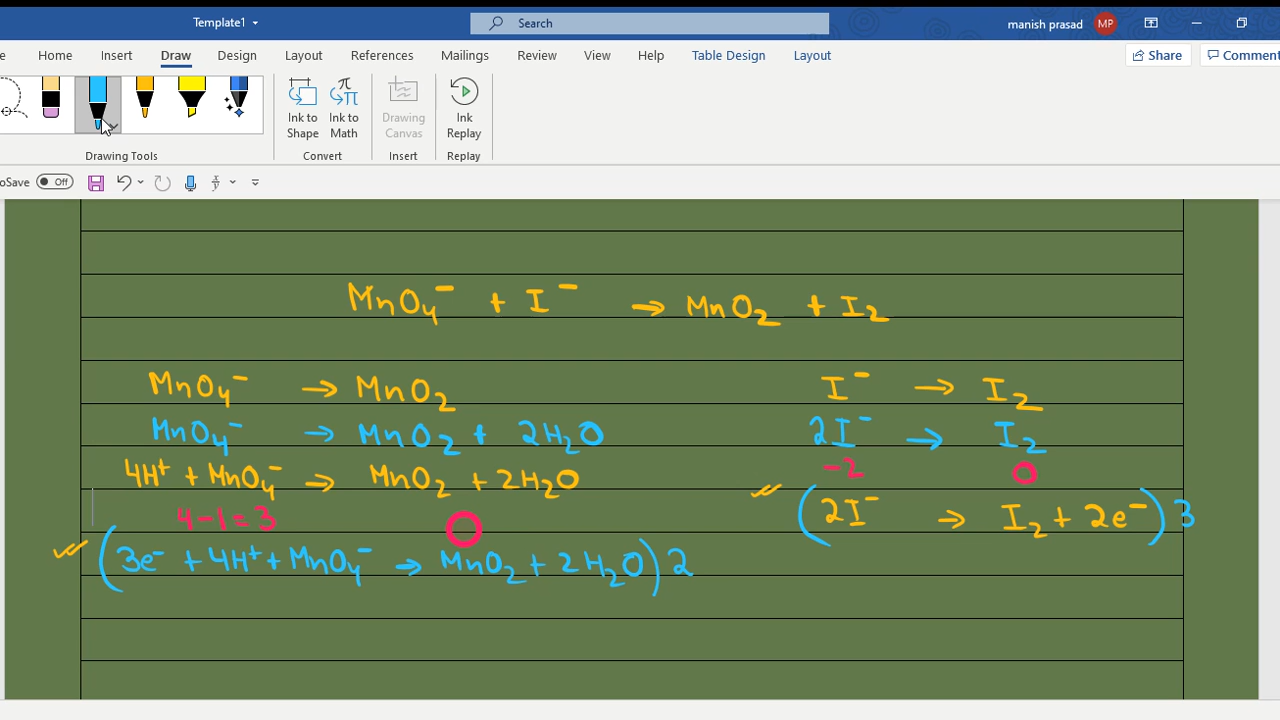 Template1
Search
manish prasad MP
Home Insert Draw Design Layout References Mailings Review View Help Table Design Layout
Share
Ink to Shape
Ink to Math
Drawing Canvas
Ink Replay
Drawing Tools Convert Insert Replay
Off
MnO₄⁻ + I⁻ → MnO₂ + I₂
MnO₄⁻ → MnO₂ I⁻ → I₂
MnO₄⁻ → MnO₂ + 2H₂O 2I⁻ → I₂
4H⁺ + MnO₄⁻ → MnO₂ + 2H₂O -2 0
4-1=3 0 (2I⁻ → I₂ + 2e⁻)3
(3e⁻ + 4H⁺ + MnO₄⁻ → MnO₂ + 2H₂O)2